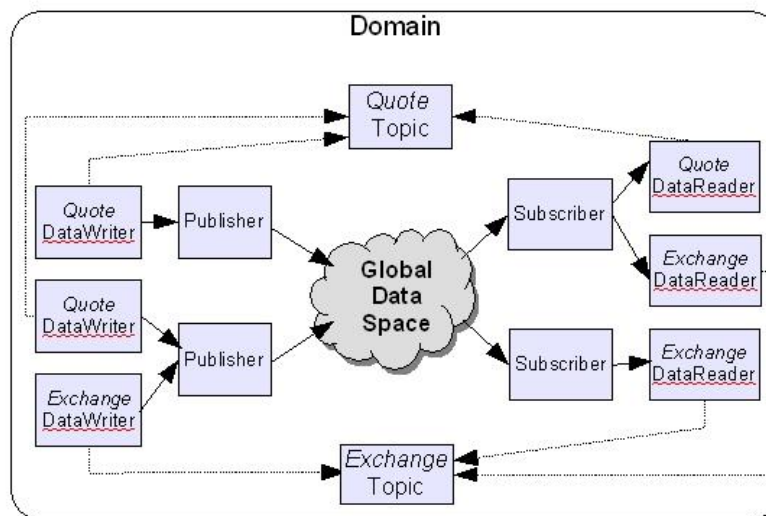 Domain
Quote
Topic
Quote
DataWriter
Publisher
Subscriber
Quote
DataReader
Exchange
DataReader
Global
Data
Space
Quote
DataWriter
Publisher
Exchange
DataWriter
Subscriber
Exchange
DataReader
Exchange
Topic